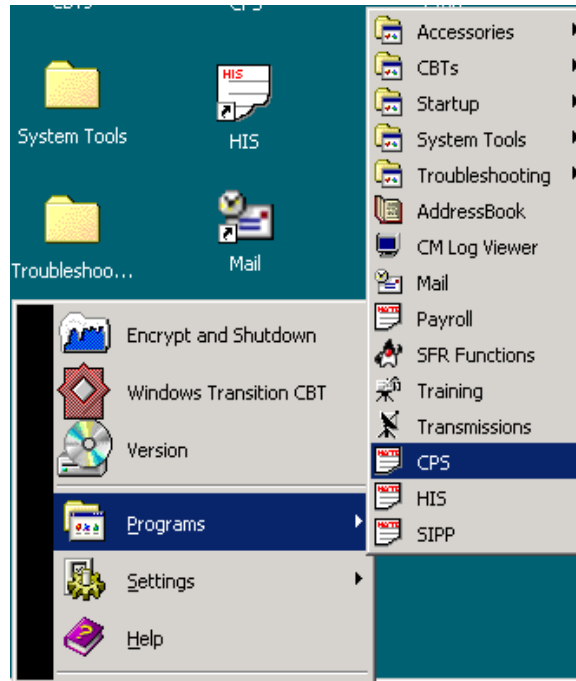 System Tools
HIS
HIS
Troubleshoo...
Mail
Encrypt and Shutdown
Windows Transition CBT
Version
Programs
Settings
Help
Accessories
CBTs
Startup
System Tools
Troubleshooting
AddressBook
CM Log Viewer
Mail
Payroll
SFR Functions
Training
Transmissions
CPS
HIS
SIPP